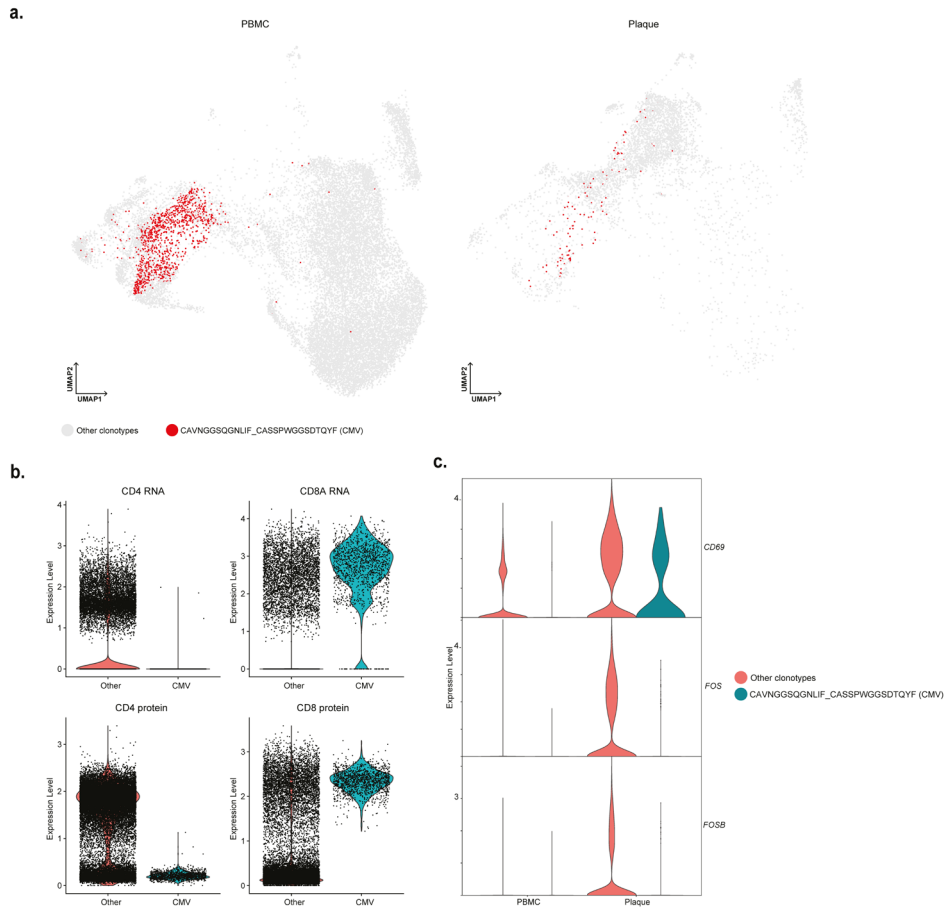 a.
PBMC
Plaque
UMAP2
UMAP1
UMAP2
UMAP1
Other clonotypes
CAVNGGSQGNLIF_CASSPWGGSDTQYF (CMV)
b.
CD4 RNA
CD8A RNA
Expression Level
4
3
2
1
0
Other
CMV
Expression Level
4
3
2
1
0
Other
CMV
CD4 protein
CD8 protein
Expression Level
3
2
1
0
Other
CMV
Expression Level
3
2
1
0
Other
CMV
c.
Expression Level
4
CD69
4
FOS
3
FOSB
PBMC
Plaque
Other clonotypes
CAVNGGSQGNLIF_CASSPWGGSDTQYF (CMV)